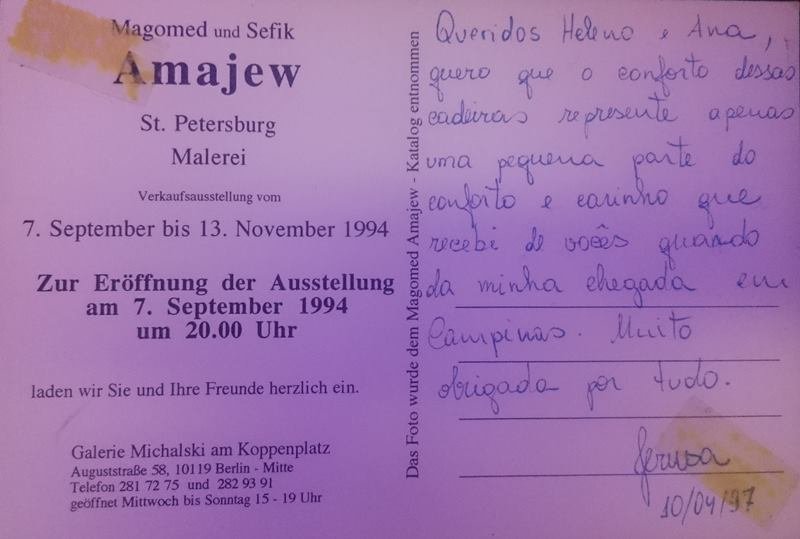 Magomed und Sefik
Amajew
St. Petersburg
Malerei
Verkaufsausstellung vom
7. September bis 13. November 1994
Zur Eröffnung der Ausstellung
am 7. September 1994
um 20.00 Uhr
laden wir Sie und Ihre Freunde herzlich ein.
Galerie Michalski am Koppenplatz
Auguststraße 58, 10119 Berlin - Mitte
Telefon 281 72 75 und 282 93 91
geöffnet Mittwoch bis Sonntag 15 - 19 Uhr
Das Foto wurde dem Magomed Amajew - Katalog entnommen
Queridos Heleno e Ana,
quero que o conforto dessas
cadeiras represente apenas
uma pequena parte do
conforto e carinho que
recebi de vocês quando
da minha chegada em
Campinas. Muito
obrigada por tudo.
Jerusa
10/04/97